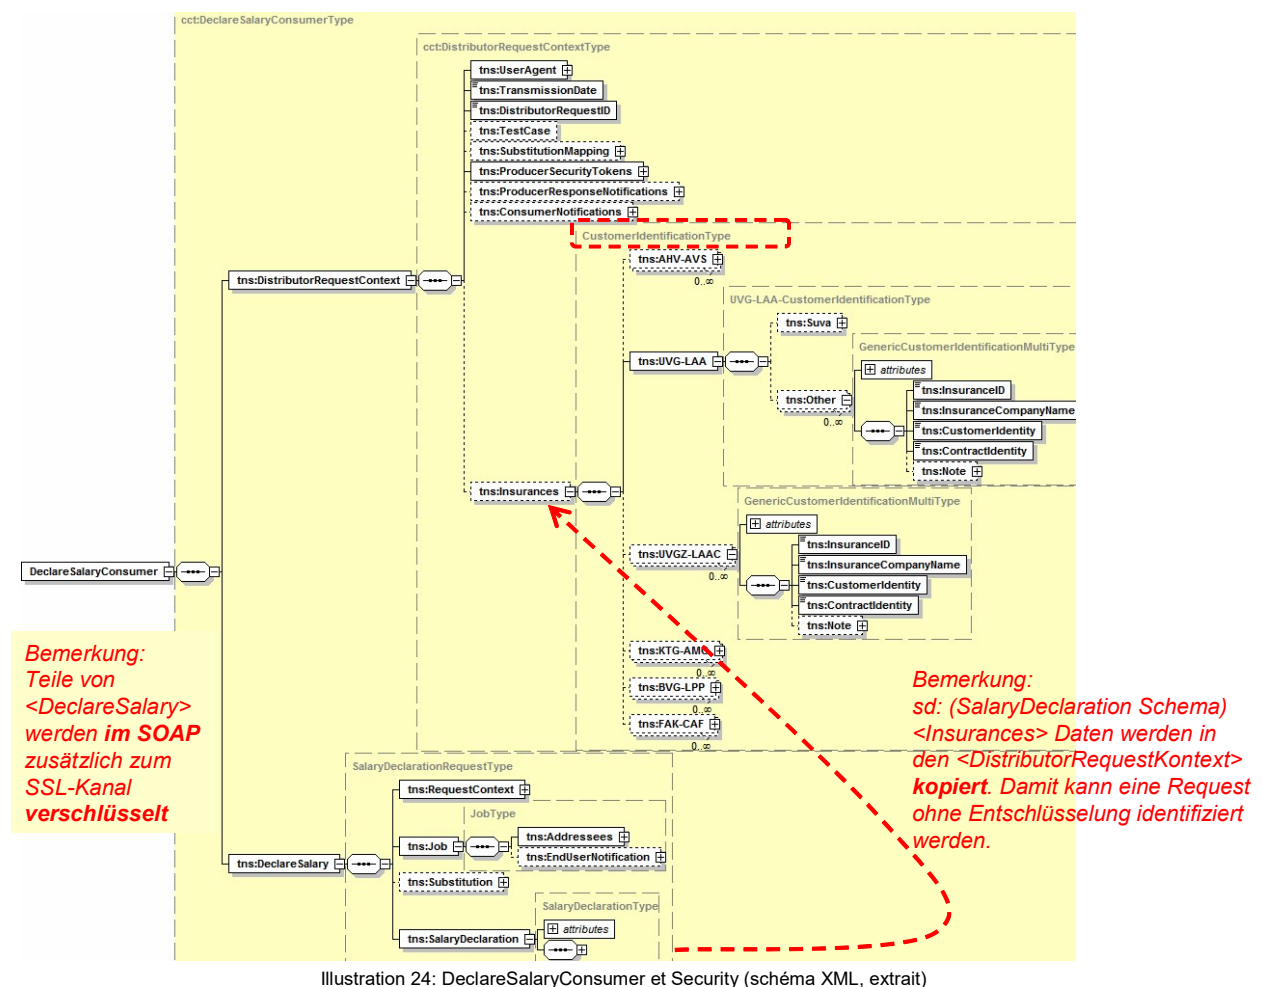 cct:DeclareSalaryConsumerType
cct:DistributorRequestContextType
tns:UserAgent
tns:TransmissionDate
tns:DistributorRequestID
tns:TestCase
tns:SubstitutionMapping
tns:ProducerSecurityTokens
tns:ProducerResponseNotifications
tns:ConsumerNotifications
CustomerIdentificationType
tns:AHV-AVS
0..∞
tns:DistributorRequestContext
UVG-LAA-CustomerIdentificationType
tns:Suva
GenericCustomerIdentificationMultiType
tns:UVG-LAA
attributes
tns:InsuranceID
tns:Other
tns:InsuranceCompanyName
0..∞
tns:CustomerIdentity
tns:ContractIdentity
tns:Note
tns:Insurances
GenericCustomerIdentificationMultiType
attributes
tns:InsuranceID
tns:UVGZ-LAAC
tns:InsuranceCompanyName
0..∞
tns:CustomerIdentity
tns:ContractIdentity
tns:Note
DeclareSalaryConsumer
tns:KTG-AMC
0..∞
tns:BVG-LPP
0..∞
tns:FAK-CAF
0..∞
Bemerkung:
Teile von
<DeclareSalary>
werden im SOAP
zusätzlich zum
SSL-Kanal
verschlüsselt
Bemerkung:
sd: (SalaryDeclaration Schema)
<Insurances> Daten werden in
den <DistributorRequestKontext>
kopiert. Damit kann eine Request
ohne Entschlüsselung identifiziert
werden.
SalaryDeclarationRequestType
tns:RequestContext
JobType
tns:Job
tns:Addressees
tns:EndUserNotification
tns:DeclareSalary
tns:Substitution
SalaryDeclarationType
attributes
tns:SalaryDeclaration
Illustration 24: DeclareSalaryConsumer et Security (schéma XML, extrait)